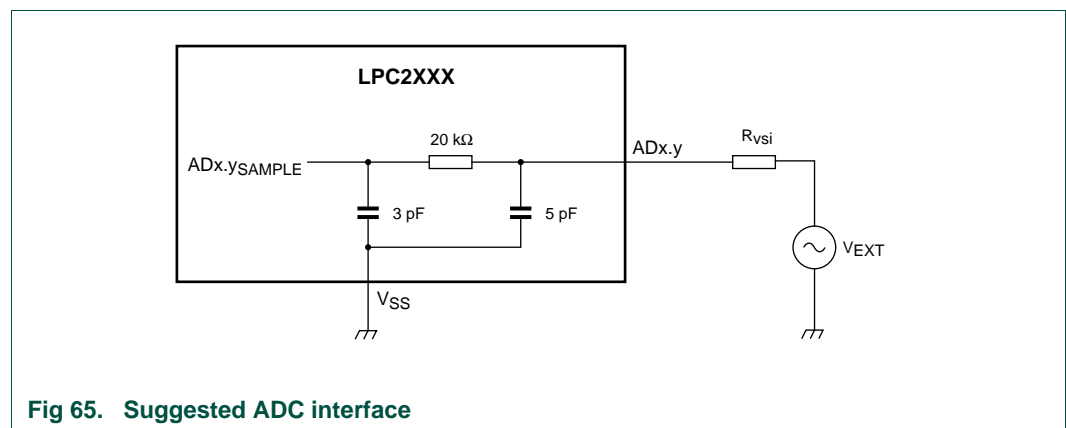 LPC2XXX
20 kΩ
ADx.y
Rvsi
ADx.ySAMPLE
3 pF
5 pF
VEXT
VSS
Fig 65. Suggested ADC interface